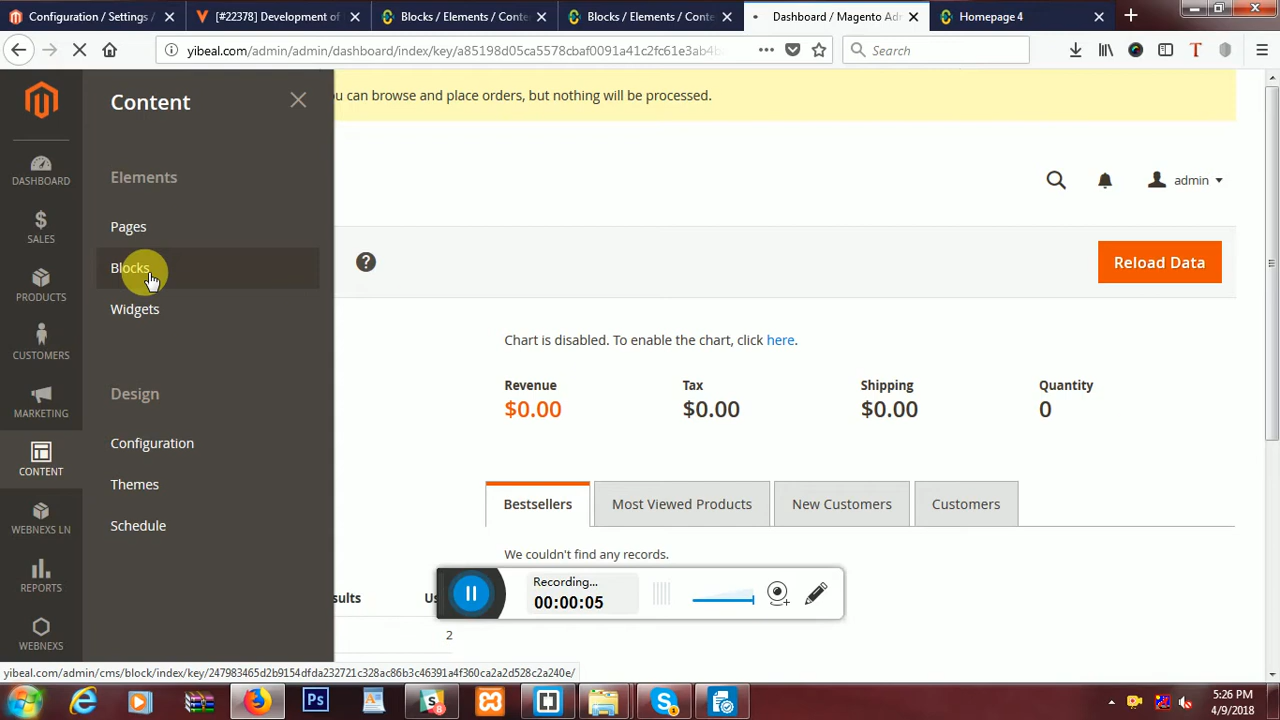 Configuration / Settings /
[#22378] Development of
Blocks / Elements / Conte
Blocks / Elements / Conte
Dashboard / Magento Adm
Homepage 4
yibeal.com/admin/admin/dashboard/index/key/a85198d05ca5578cbaf0091a41c2fc61e3ab4b
Search
Content
ou can browse and place orders, but nothing will be processed.
DASHBOARD
Elements
admin
SALES
Pages
Blocks
Reload Data
PRODUCTS
Widgets
CUSTOMERS
Chart is disabled. To enable the chart, click here.
Revenue Tax Shipping Quantity
$0.00 $0.00 $0.00 0
MARKETING
Design
CONTENT
Configuration
Themes
Bestsellers Most Viewed Products New Customers Customers
WEBNEXS LN
Schedule
We couldn't find any records.
REPORTS
Recording...
00:00:05
sults Us
2
WEBNEXS
yibeal.com/admin/cms/block/index/key/247983465d2b9154dfda232721c328ac86b3c46391a4f360ca2a2d528c2a240e/
5:26 PM
4/9/2018